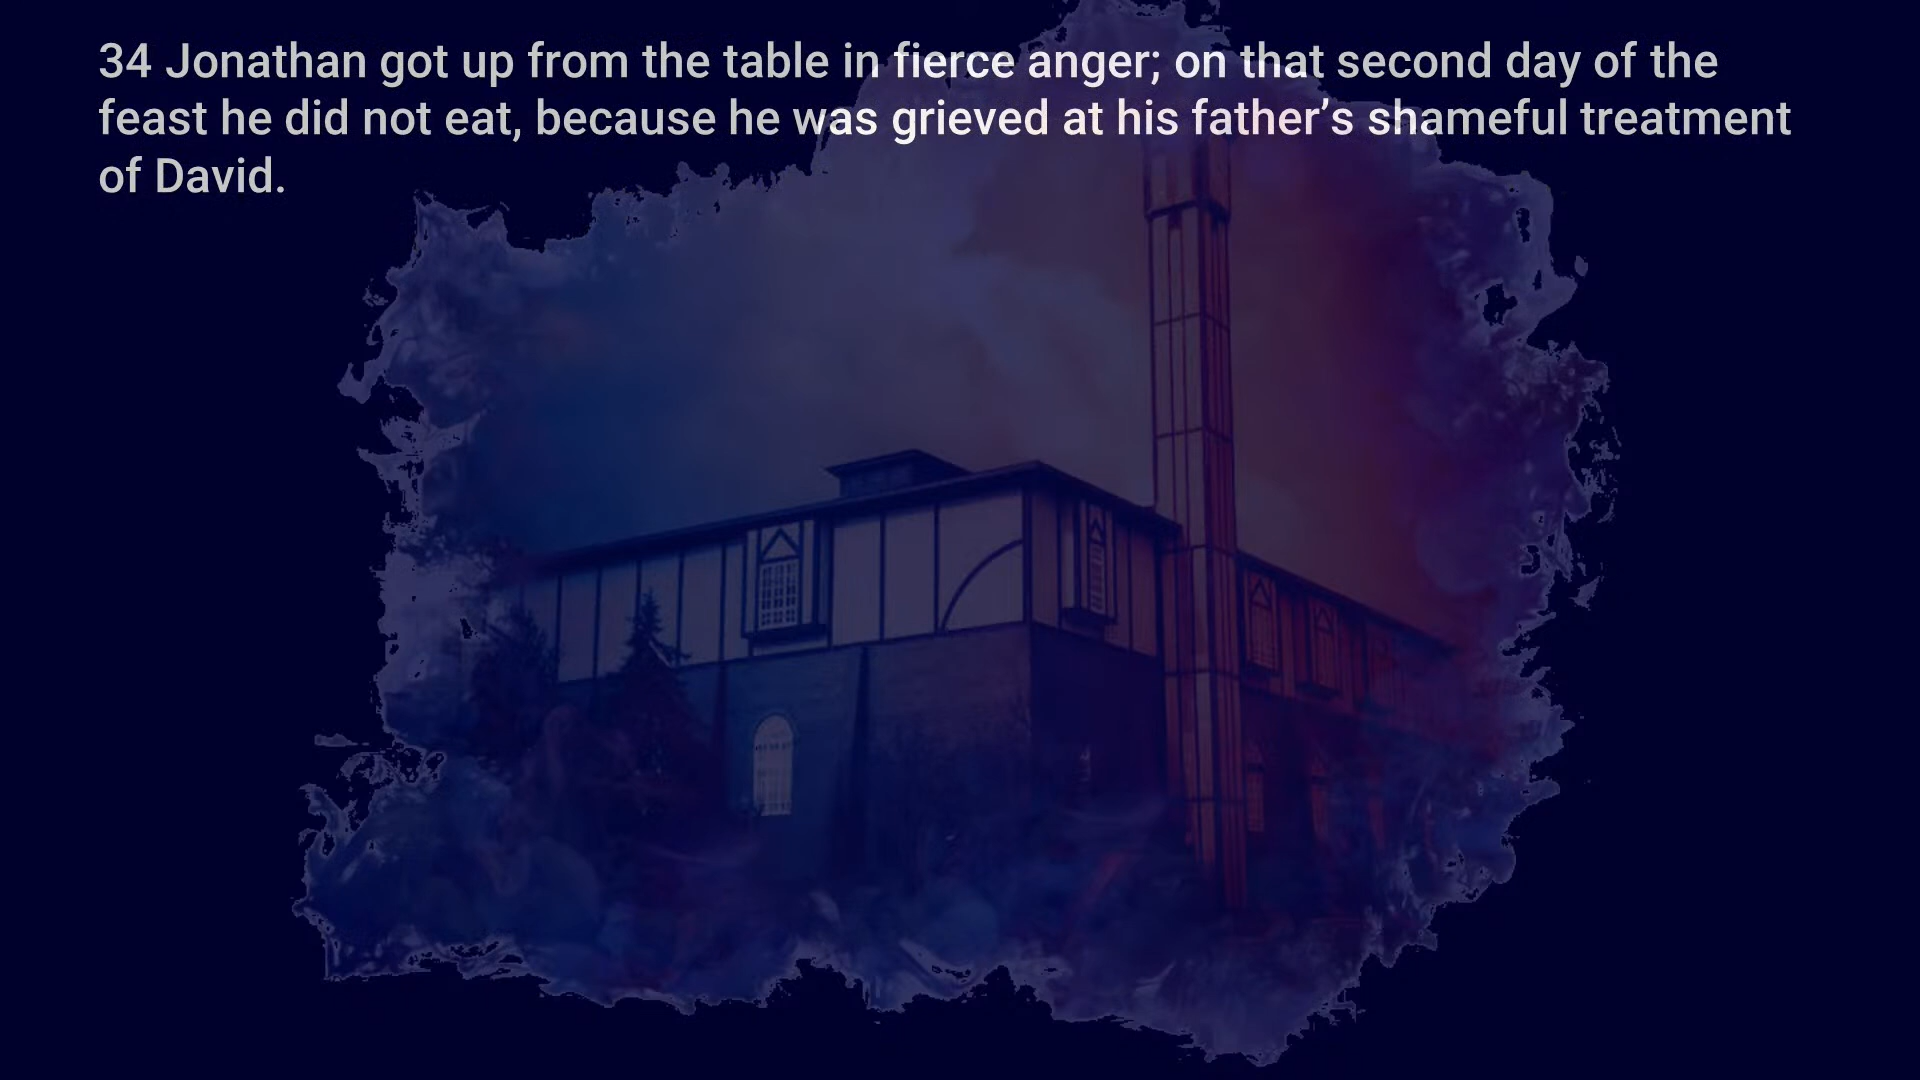 34 Jonathan got up from the table in fierce anger; on that second day of the
feast he did not eat, because he was grieved at his father’s shameful treatment
of David.